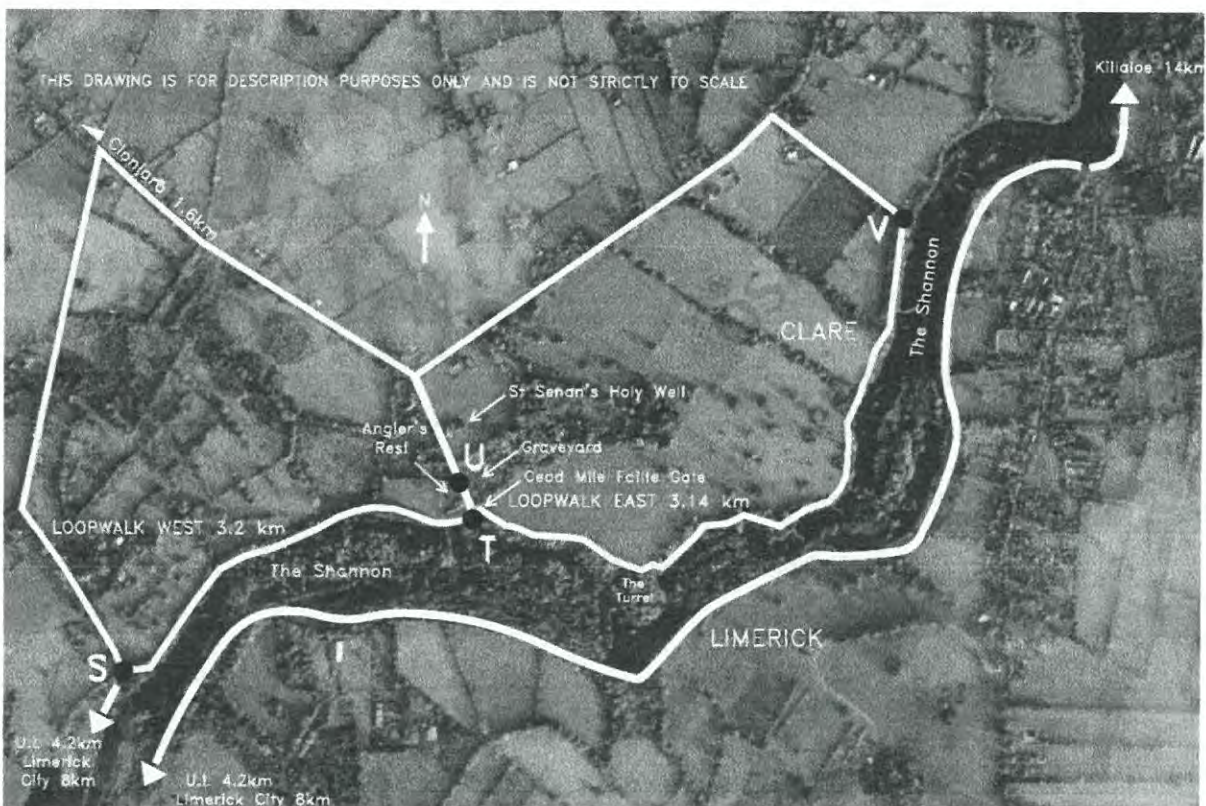 THIS DRAWING IS FOR DESCRIPTION PURPOSES ONLY AND IS NOT STRICTLY TO SCALE
Killaloe 14km
Clonlara 1.6km
N
V
The Shannon
CLARE
St Senan's Holy Well
Angler's
Rest
U
Graveyard
Cead Mile Failte Gate
LOOPWALK EAST 3.14 km
LOOPWALK WEST 3.2 km
T
The Shannon
The
Turret
LIMERICK
S
U.L 4.2km
Limerick
City 8km
U.L 4.2km
Limerick City 8km